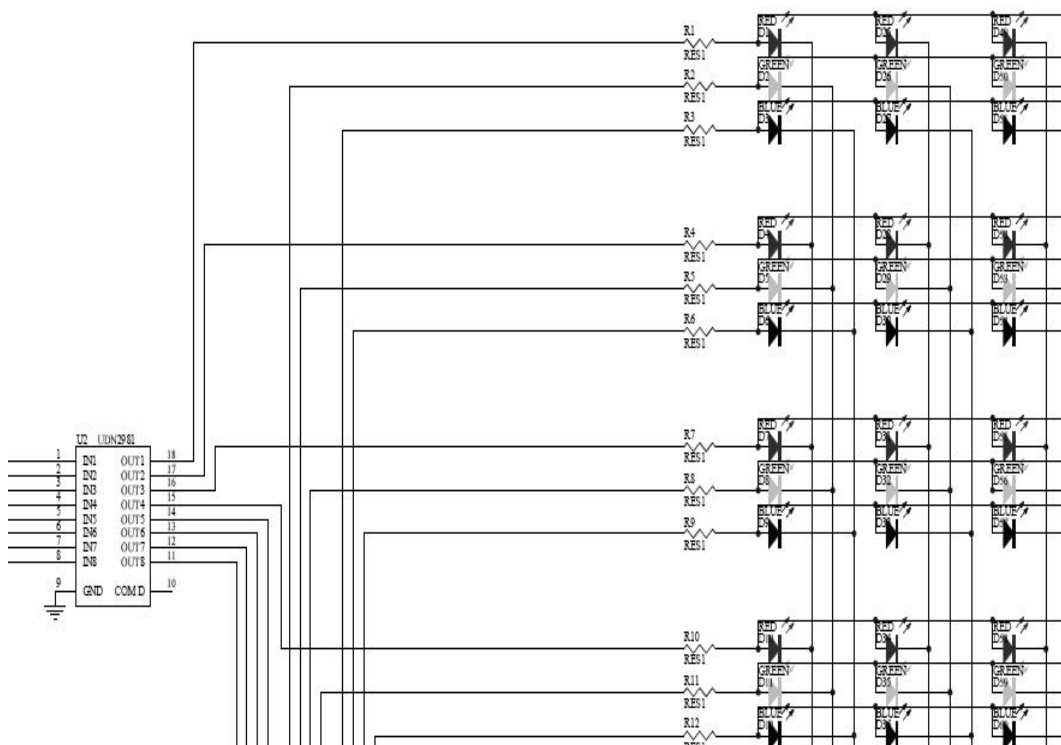 R1 RED RED RED
RES1 D1
R2 GREEN GREEN GREEN
RES1 D2 D26 D50
R3 BLUE BLUE BLUE
RES1 D3 D27
R4 RED RED RED
RES1 D4
R5 GREEN GREEN GREEN
RES1 D5 D29 D53
R6 BLUE BLUE BLUE
RES1 D6
R7 RED RED RED
RES1 D7
R8 GREEN GREEN GREEN
RES1 D8 D32 D56
R9 BLUE BLUE BLUE
RES1 D9
U2 UDN2981
1 IN1 OUT1 18
2 IN2 OUT2 17
3 IN3 OUT3 16
4 IN4 OUT4 15
5 IN5 OUT5 14
6 IN6 OUT6 13
7 IN7 OUT7 12
8 IN8 OUT8 11
9 GND COM D 10
R10 RED RED RED
RES1
R11 GREEN GREEN GREEN
RES1 D11 D35 D59
R12 BLUE BLUE BLUE
RES1